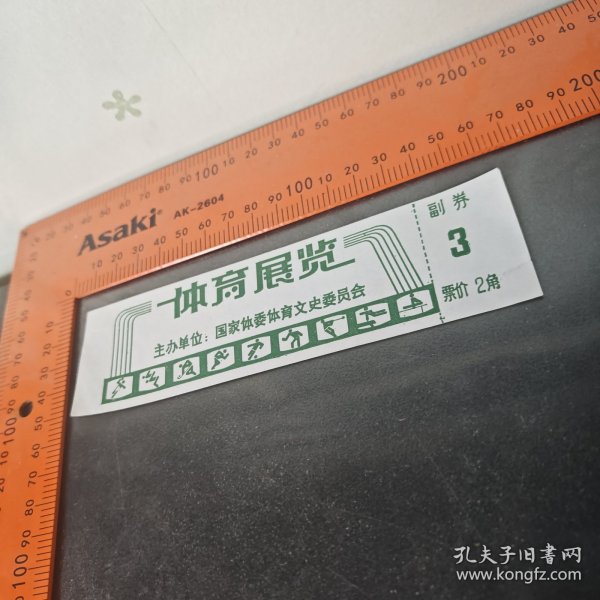 Asaki® AK-2604
体育展览
主办单位：国家体委体育文史委员会
副券
3
票价 2角
孔夫子旧書网
www.kongfz.com